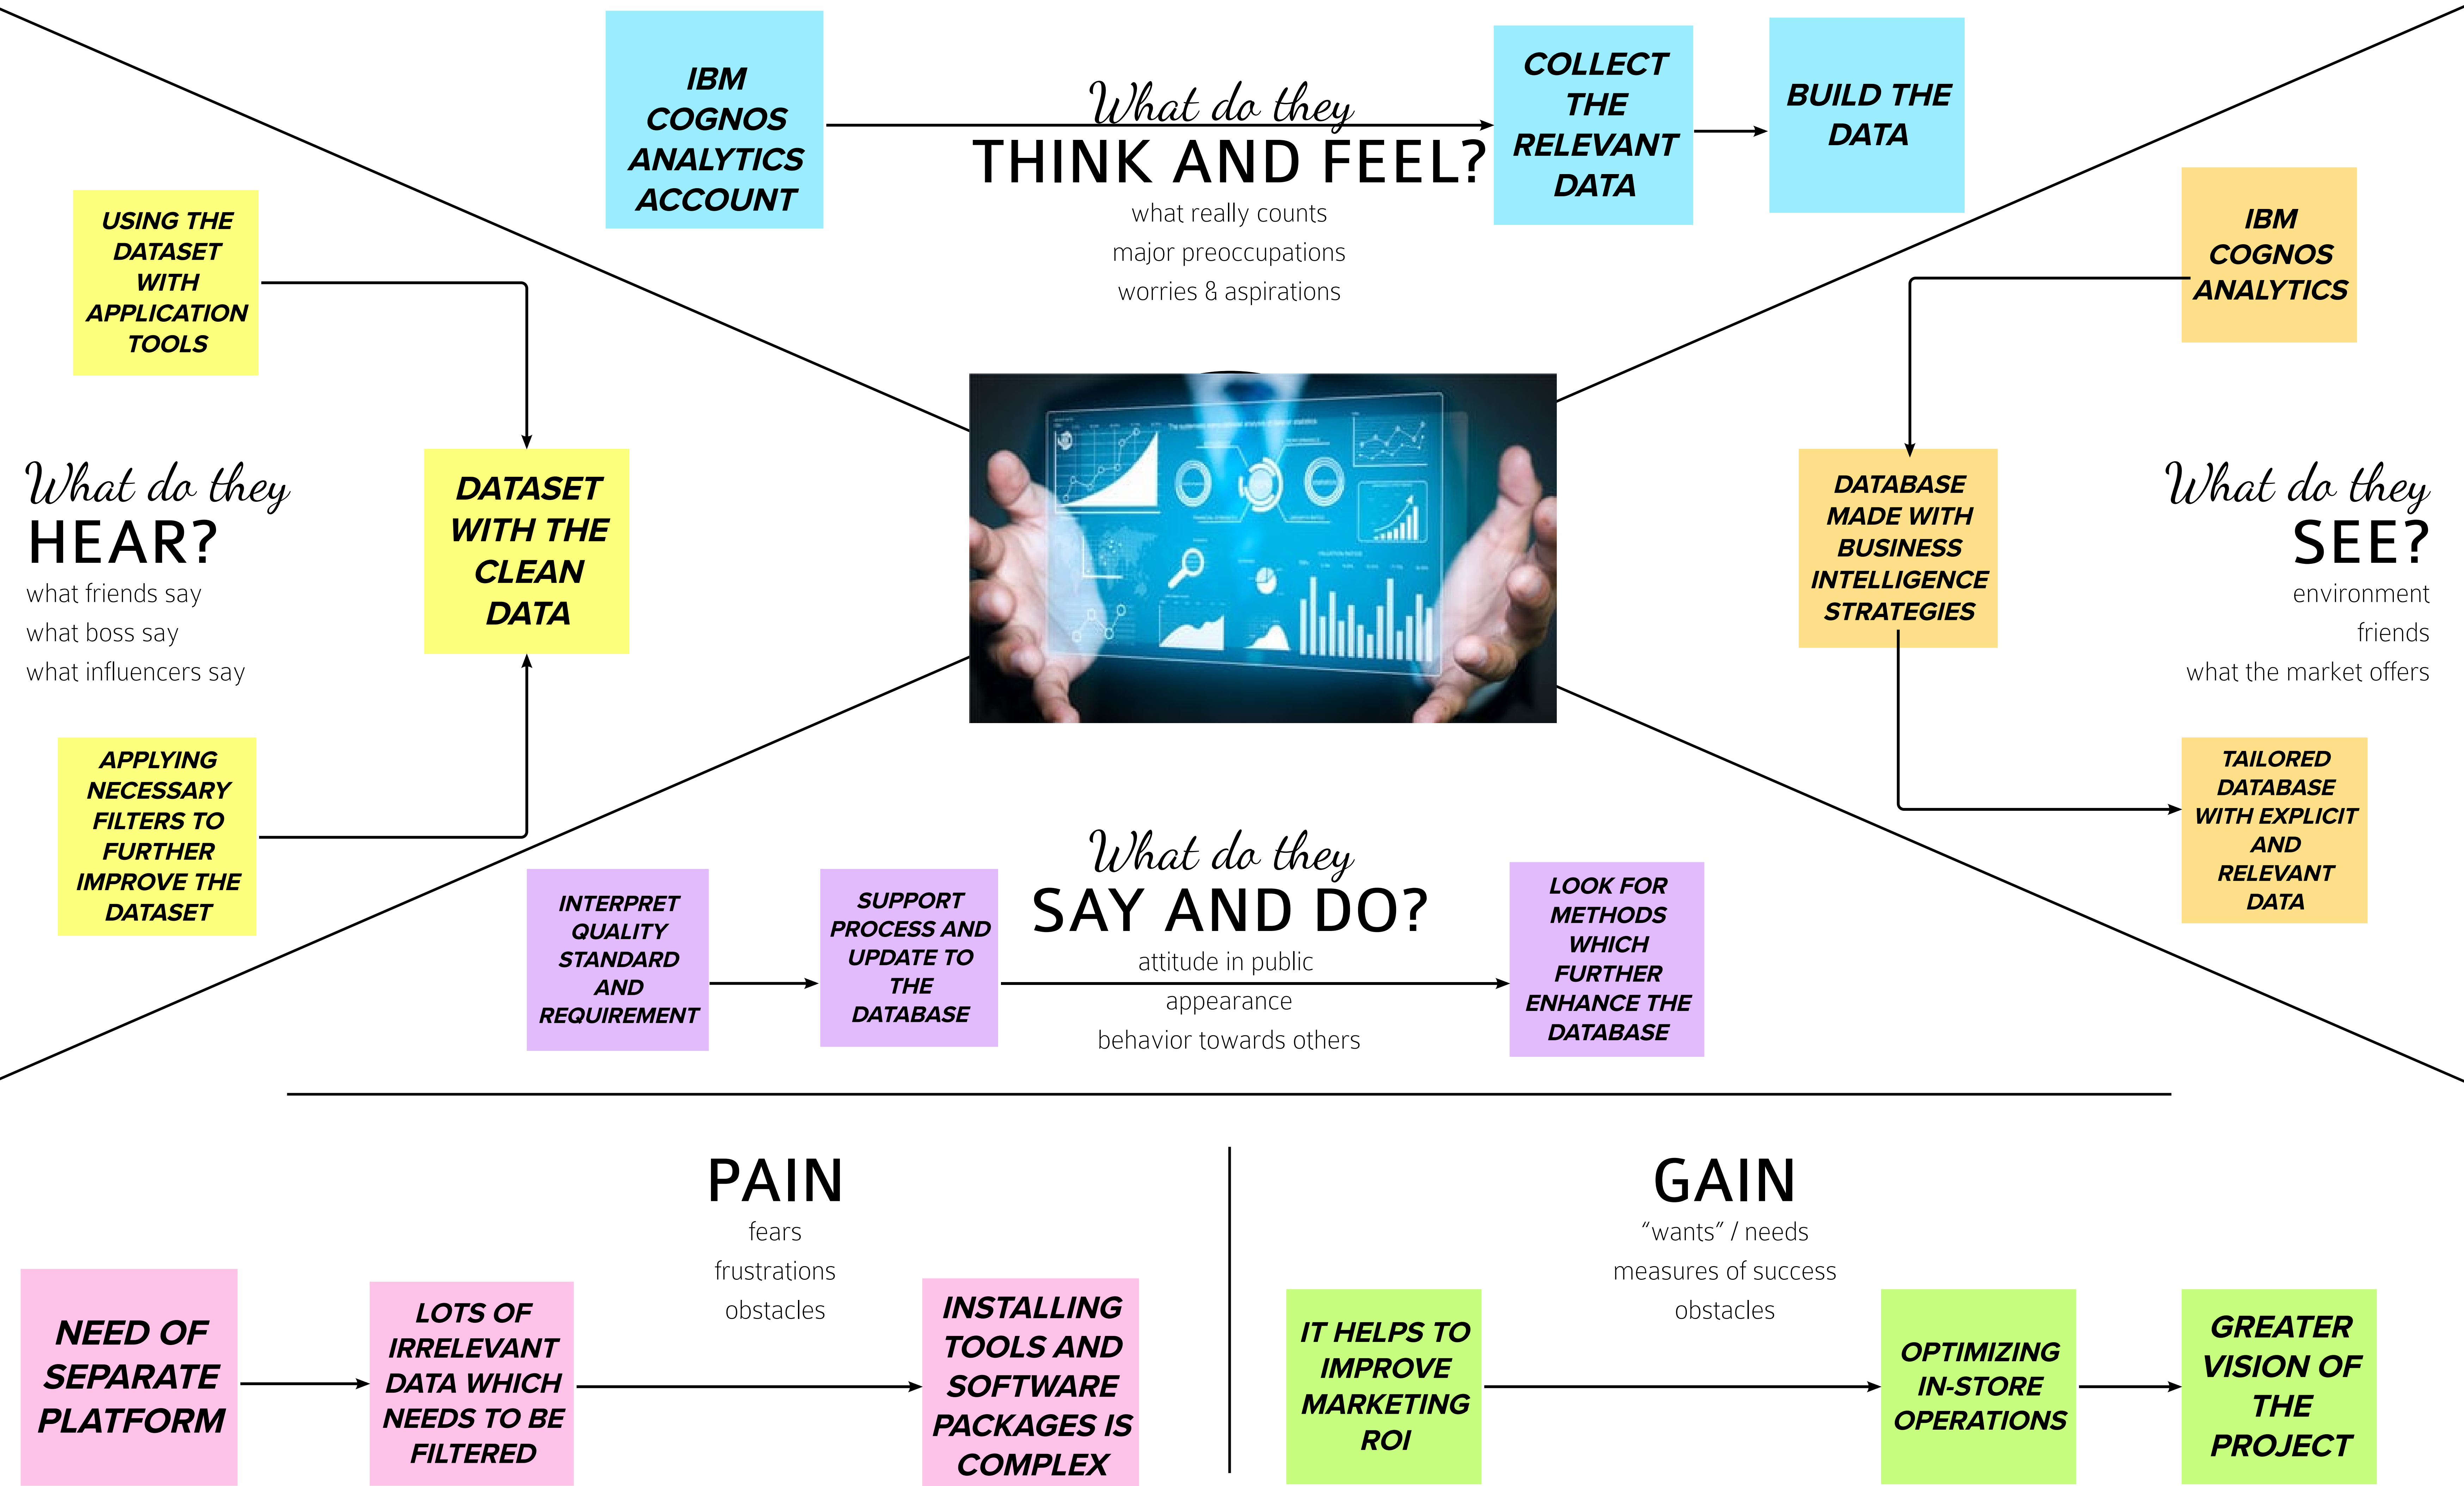 IBM
COGNOS
ANALYTICS
ACCOUNT
What do they
THINK AND FEEL?
what really counts
major preoccupations
worries & aspirations
COLLECT
THE
RELEVANT
DATA
BUILD THE
DATA
USING THE
DATASET
WITH
APPLICATION
TOOLS
What do they
HEAR?
what friends say
what boss say
what influencers say
DATASET
WITH THE
CLEAN
DATA
APPLYING
NECESSARY
FILTERS TO
FURTHER
IMPROVE THE
DATASET
IBM
COGNOS
ANALYTICS
DATABASE
MADE WITH
BUSINESS
INTELLIGENCE
STRATEGIES
What do they
SEE?
environment
friends
what the market offers
TAILORED
DATABASE
WITH EXPLICIT
AND
RELEVANT
DATA
INTERPRET
QUALITY
STANDARD
AND
REQUIREMENT
SUPPORT
PROCESS AND
UPDATE TO
THE
DATABASE
What do they
SAY AND DO?
attitude in public
appearance
behavior towards others
LOOK FOR
METHODS
WHICH
FURTHER
ENHANCE THE
DATABASE
PAIN
fears
frustrations
obstacles
NEED OF
SEPARATE
PLATFORM
LOTS OF
IRRELEVANT
DATA WHICH
NEEDS TO BE
FILTERED
INSTALLING
TOOLS AND
SOFTWARE
PACKAGES IS
COMPLEX
GAIN
“wants” / needs
measures of success
obstacles
IT HELPS TO
IMPROVE
MARKETING
ROI
OPTIMIZING
IN-STORE
OPERATIONS
GREATER
VISION OF
THE
PROJECT